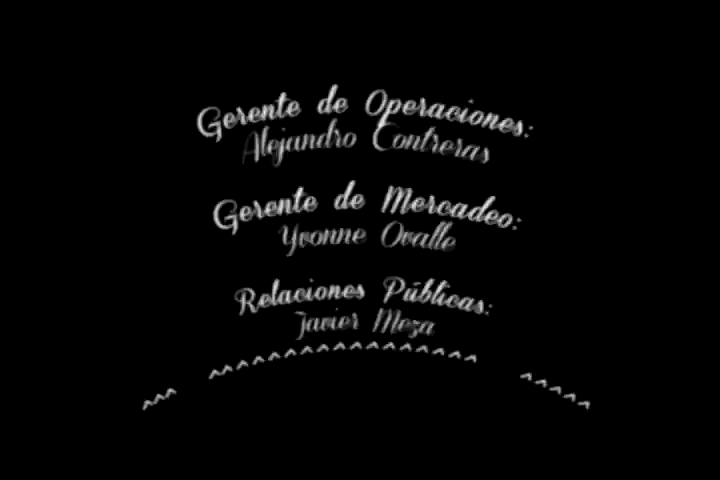 Gerente de Operaciones:
Alejandro Contreras
Gerente de Mercadeo:
Yvonne Ovalle
Relaciones Públicas:
Javier Meza